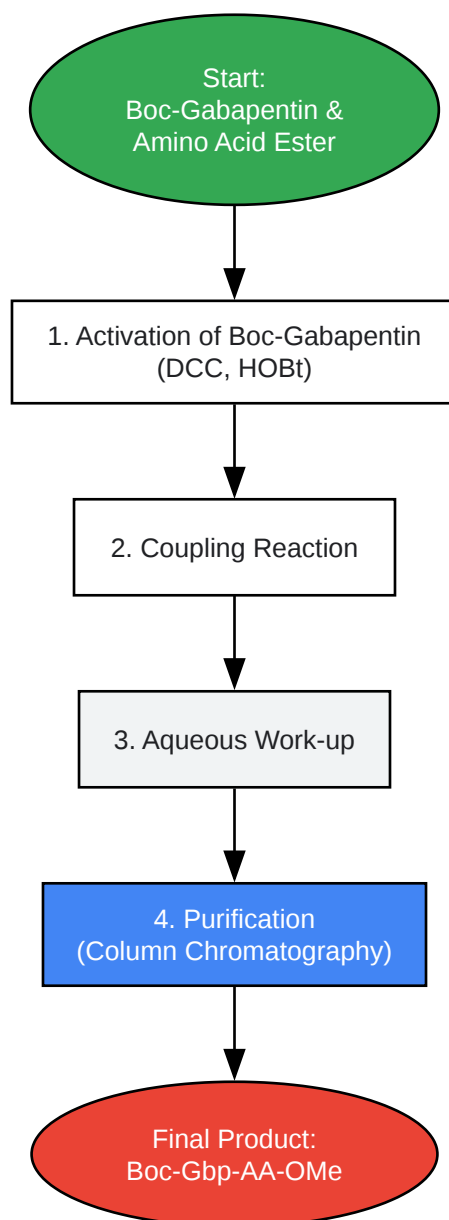 Start:
Boc-Gabapentin &
Amino Acid Ester
1. Activation of Boc-Gabapentin
(DCC, HOBt)
2. Coupling Reaction
3. Aqueous Work-up
4. Purification
(Column Chromatography)
Final Product:
Boc-Gbp-AA-OMe